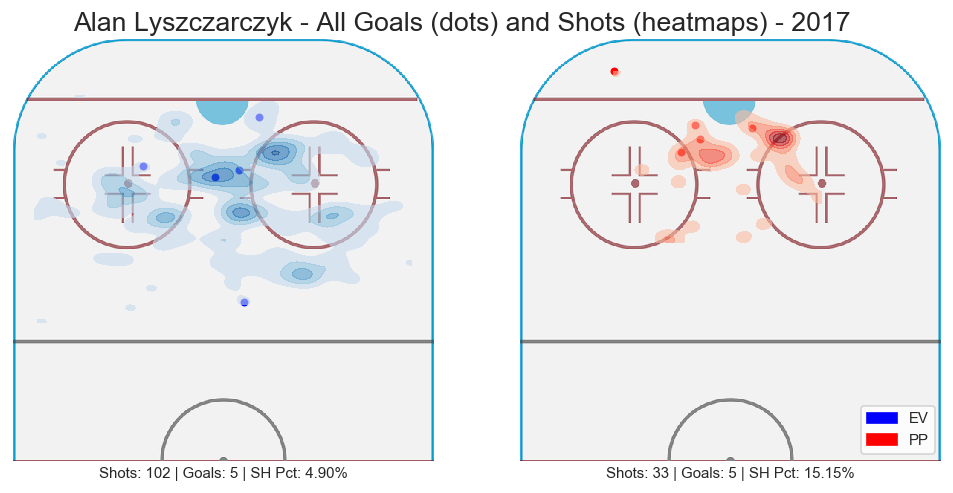 Alan Lyszczarczyk - All Goals (dots) and Shots (heatmaps) - 2017
EV
PP
Shots: 102 | Goals: 5 | SH Pct: 4.90%
Shots: 33 | Goals: 5 | SH Pct: 15.15%